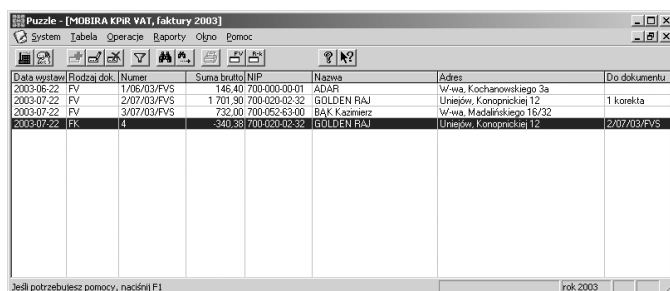 Puzzle - [MOBIRA KPiR VAT, faktury 2003]
System Tabela Operacje Raporty Okno Pomoc
Data wystaw Rodzaj dok. Numer Suma brutto NIP Nazwa Adres Do dokumentu
2003-06-22 FV 1/06/03/FVS 146,40 700-000-00-01 ADAR W-wa, Kochanowskiego 3a
2003-07-22 FV 2/07/03/FVS 1 701,90 700-020-02-32 GOLDEN RAJ Uniejów, Konopnickiej 12 1 korekta
2003-07-22 FV 3/07/03/FVS 732,00 700-052-63-00 BĄK Kazimierz W-wa, Madalińskiego 16/32
2003-07-22 FK 4 -340,38 700-020-02-32 GOLDEN RAJ Uniejów, Konopnickiej 12 2/07/03/FVS
Jeśli potrzebujesz pomocy, naciśnij F1 rok 2003